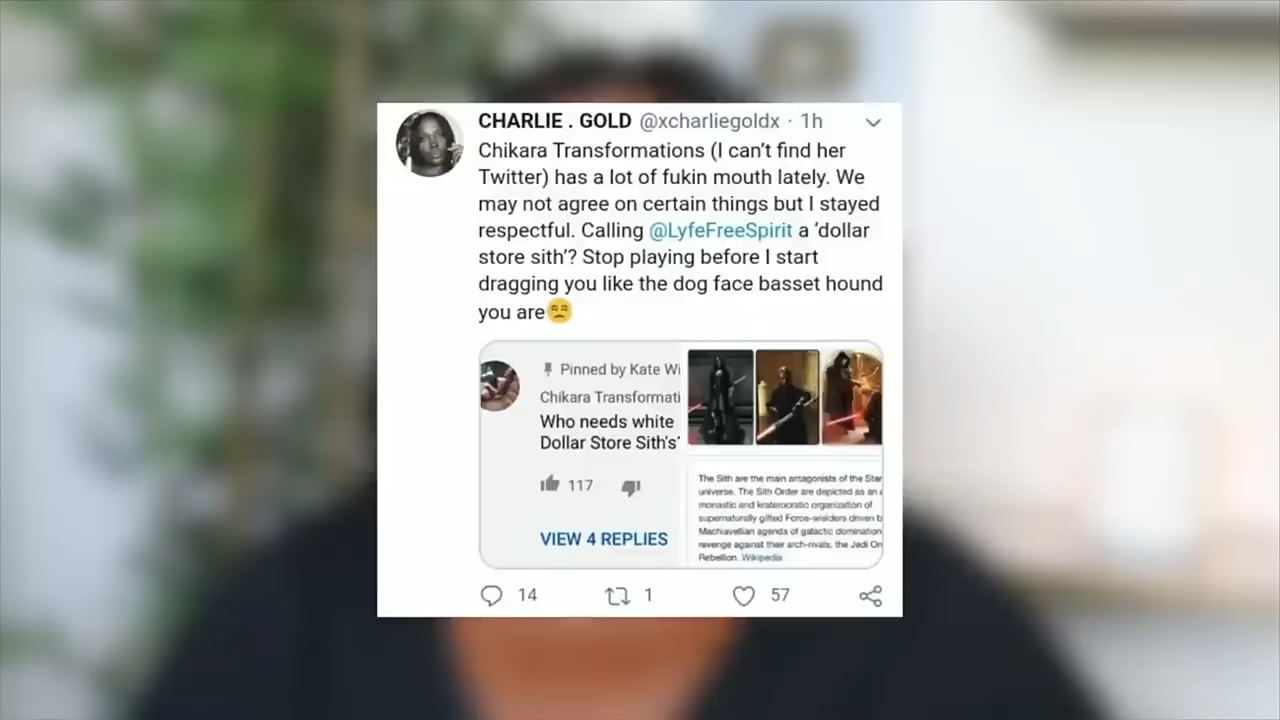 CHARLIE . GOLD @xcharliegoldx · 1h
Chikara Transformations (I can't find her
Twitter) has a lot of fukin mouth lately. We
may not agree on certain things but I stayed
respectful. Calling @LyfeFreeSpirit a 'dollar
store sith'? Stop playing before I start
dragging you like the dog face basset hound
you are
Pinned by Kate Wi
Chikara Transformati
Who needs white
Dollar Store Sith's'
117
VIEW 4 REPLIES
The Sith are the main antagonists of the Star
universe. The Sith Order are depicted as an a
monastic and kraterocratic organization of
supernaturally gifted Force-wielders driven b
Machiavellian agenda of galactic domination
revenge against their arch-rivals, the Jedi Or
Rebellion. Wikipedia
14
1
57